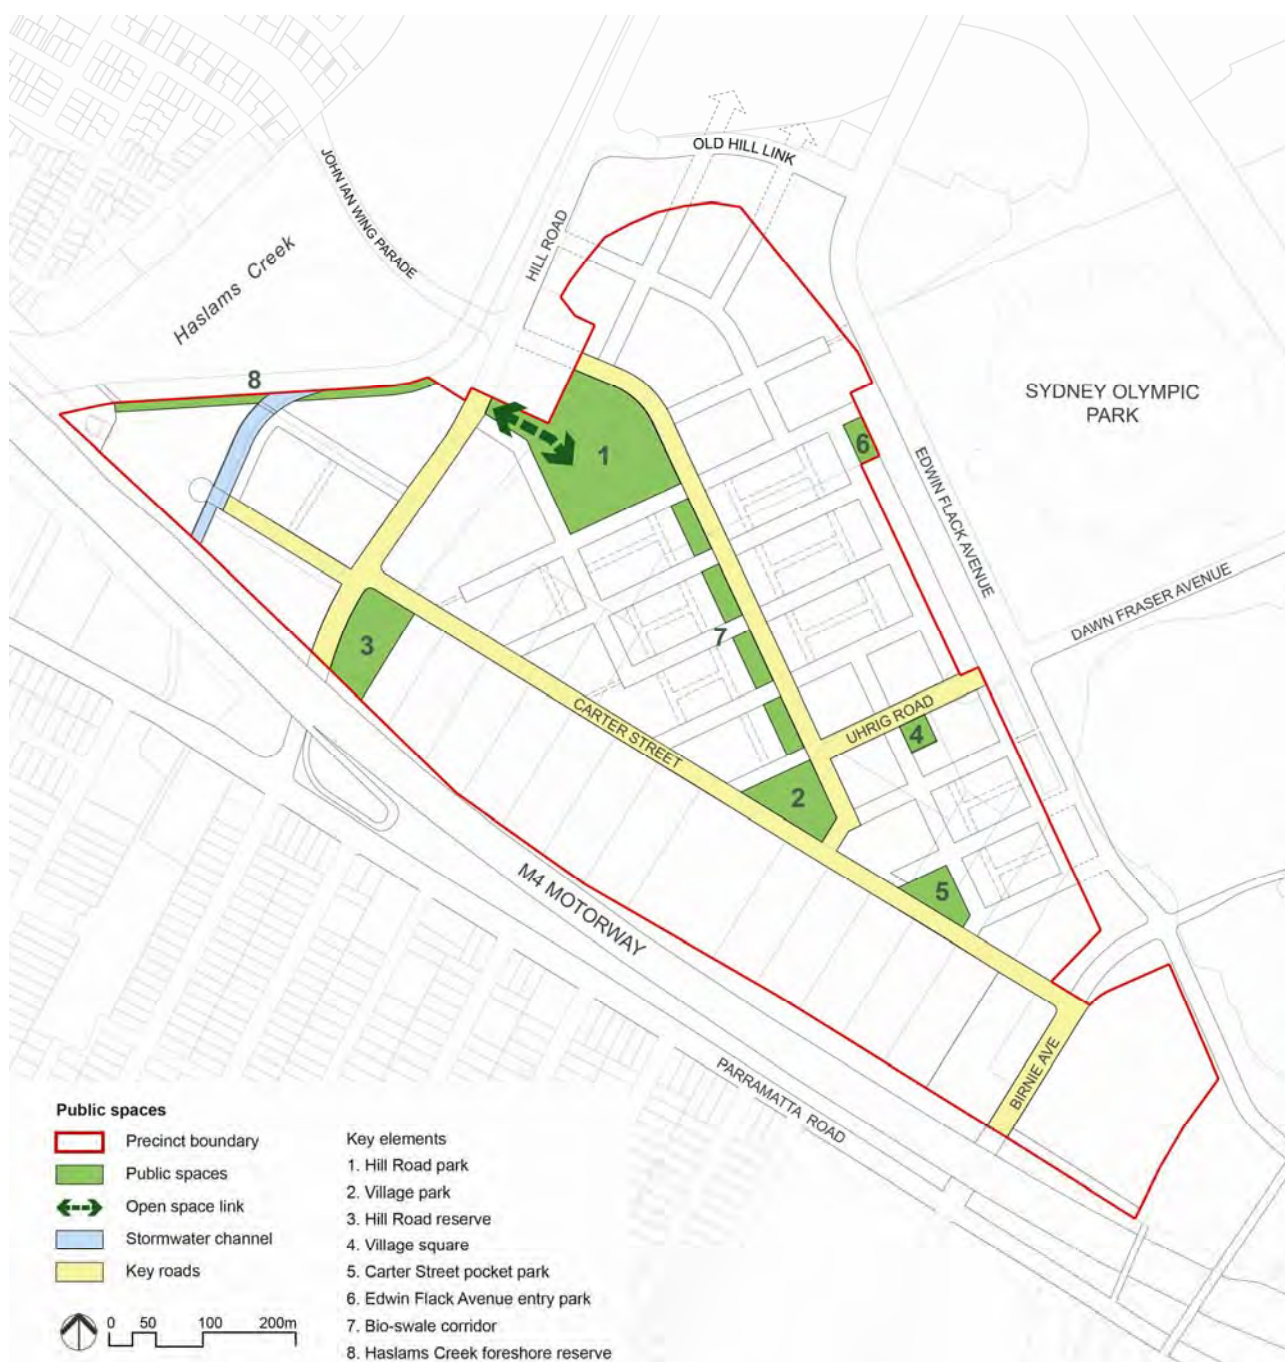 OLD HILL LINK
JOHN IAN WING PARADE
HILL ROAD
Haslams Creek
8
SYDNEY OLYMPIC
PARK
1
6
EDWIN FLACK AVENUE
DAWN FRASER AVENUE
7
3
CARTER STREET
UHRIG ROAD
4
2
5
M4 MOTORWAY
BIRNIE AVE
PARRAMATTA ROAD
Public spaces
Precinct boundary
Public spaces
Open space link
Stormwater channel
Key roads
0 50 100 200m
Key elements
1. Hill Road park
2. Village park
3. Hill Road reserve
4. Village square
5. Carter Street pocket park
6. Edwin Flack Avenue entry park
7. Bio-swale corridor
8. Haslams Creek foreshore reserve